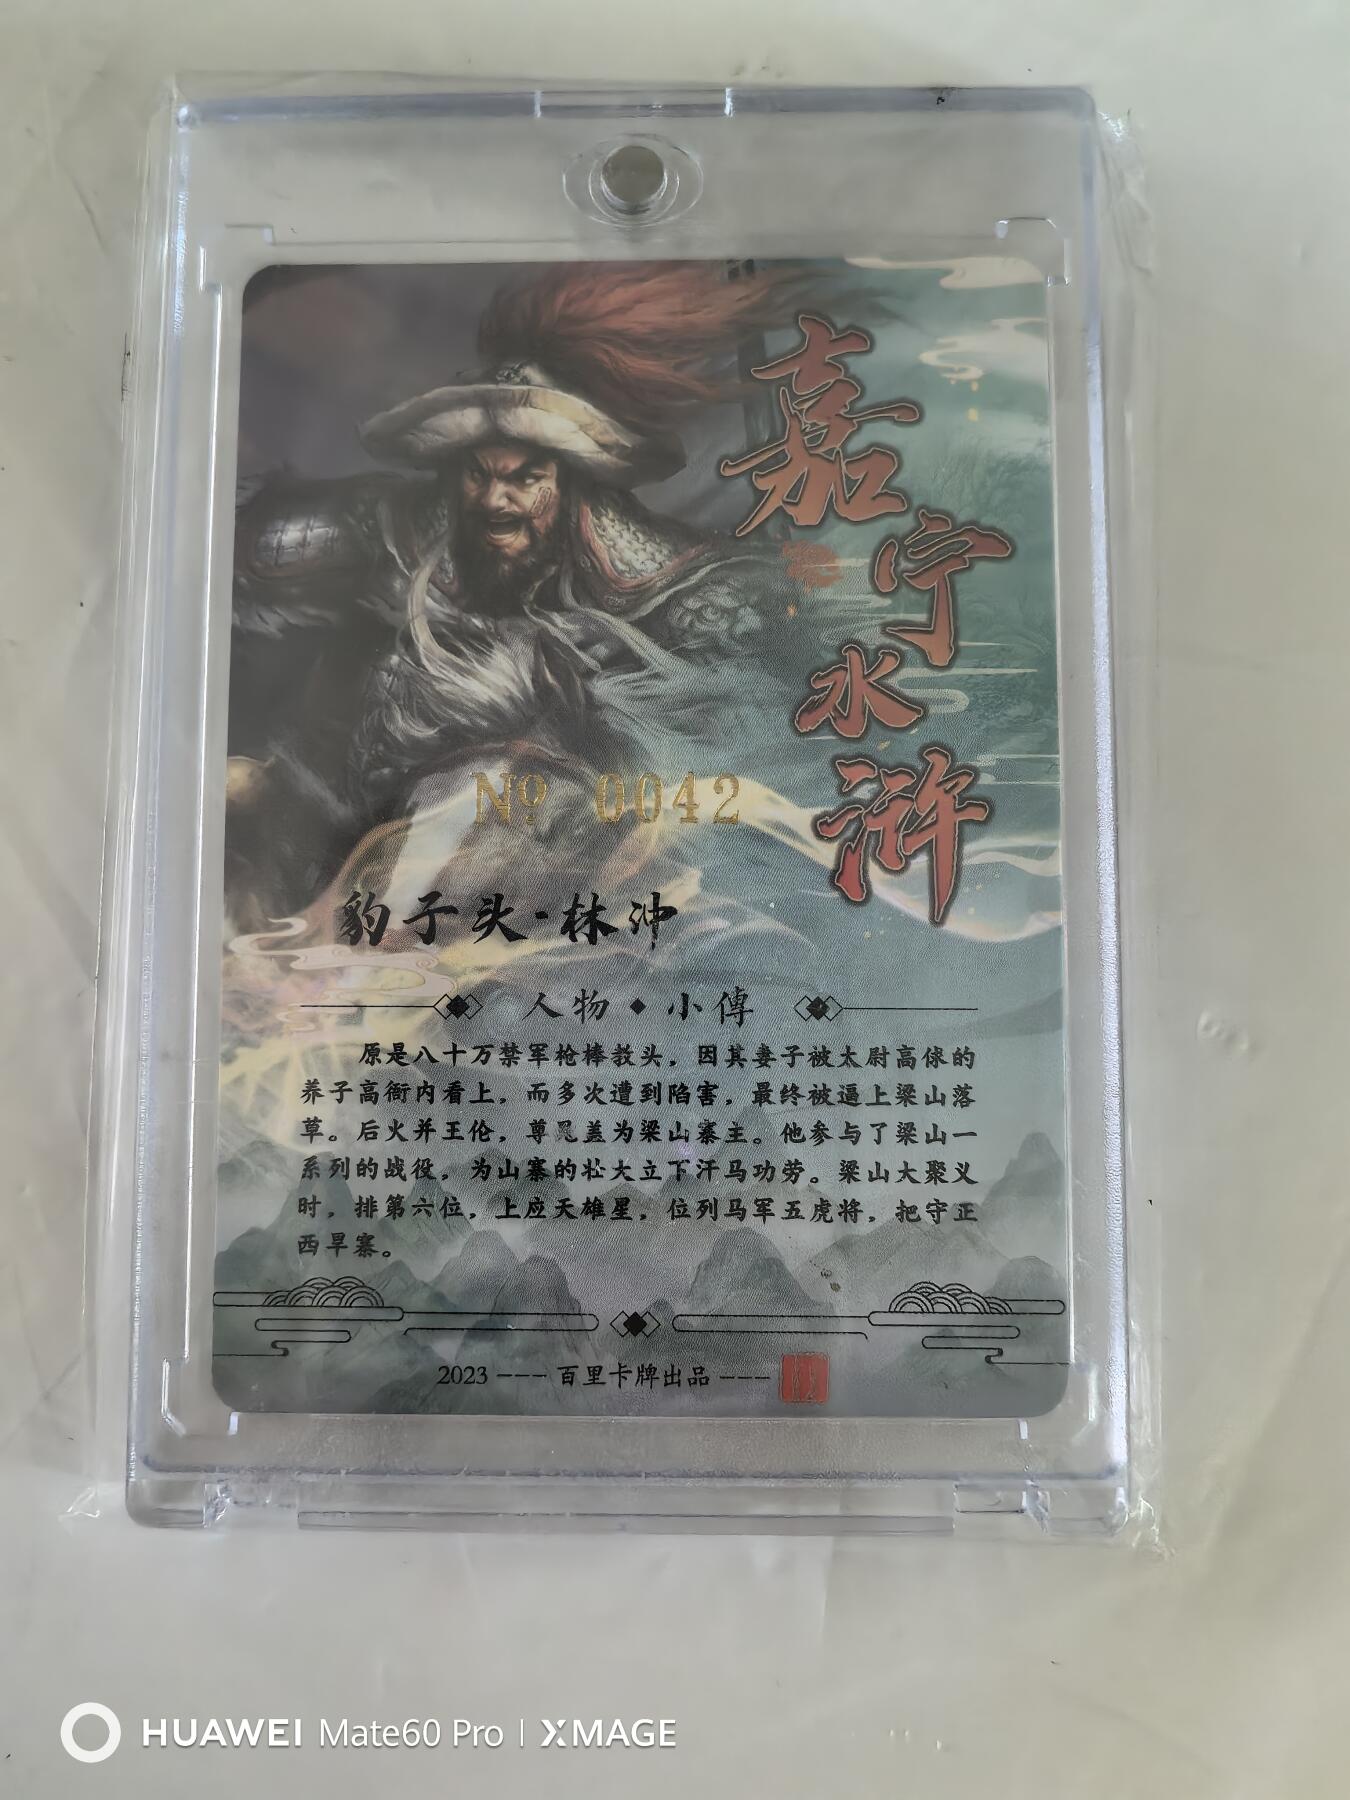 嘉宁水浒
№ 0042
豹子头·林冲
人物◆小傳
原是八十万禁军枪棒教头，因其妻子被太尉高俅的
养子高衙内看上，而多次遭到陷害，最终被逼上梁山落
草。后火并王伦，尊晁盖为梁山寨主。他参与了梁山一
系列的战役，为山寨的壮大立下汗马功劳。梁山大聚义
时，排第六位，上应天雄星，位列马军五虎将，把守正
西旱寨。
2023 --- 百里卡牌出品 ---
HUAWEI Mate60 Pro | XMAGE